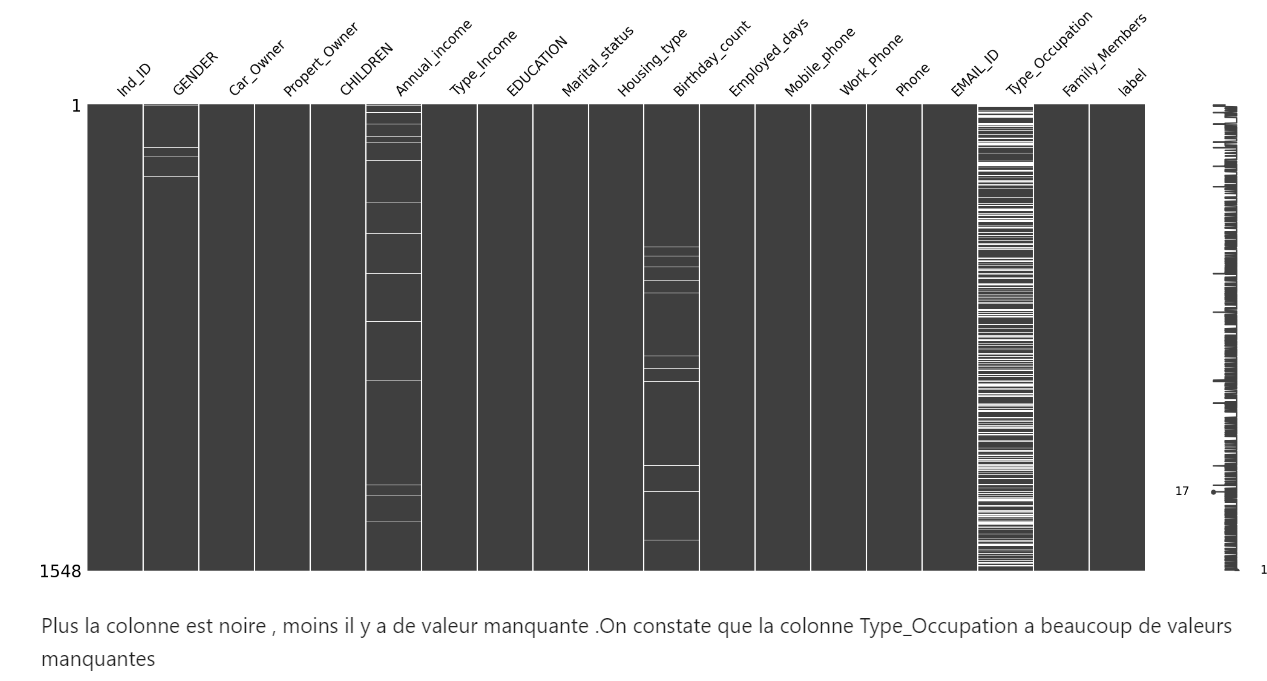 Ind_ID
GENDER
Car_Owner
Propert_Owner
CHILDREN
Annual_income
Type_Income
EDUCATION
Marital_status
Housing_type
Birthday_count
Employed_days
Mobile_phone
Work_Phone
Phone
EMAIL_ID
Type_Occupation
Family_Members
label
1
17
1548
1
Plus la colonne est noire , moins il y a de valeur manquante .On constate que la colonne Type_Occupation a beaucoup de valeurs
manquantes